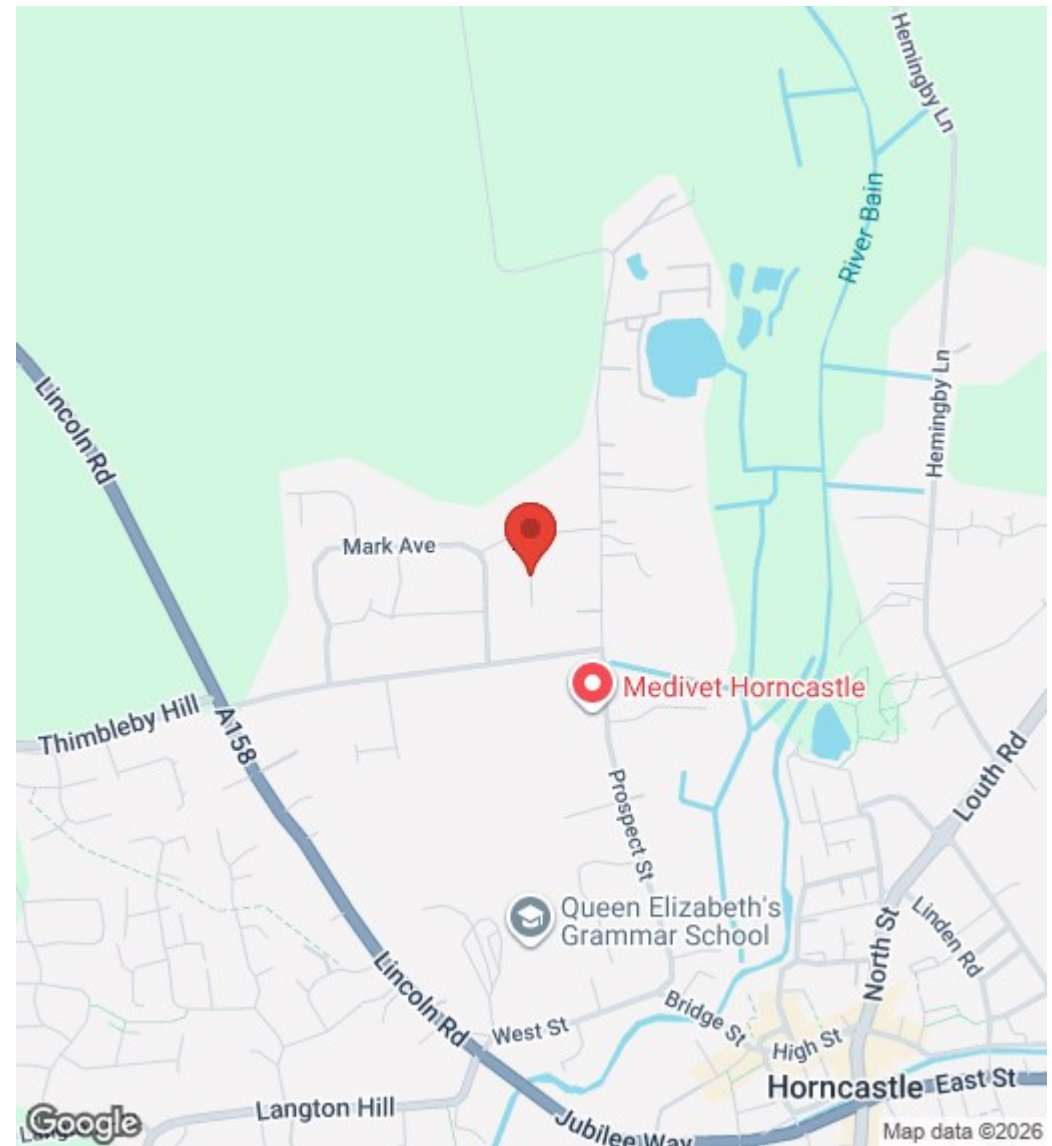 Hemingby Ln
River Bain
Lincoln Rd
Hemingby Ln
Mark Ave
Medivet Horncastle
Thimbleby Hill
A158
Prospect St
Louth Rd
Queen Elizabeth's
Grammar School
Linden Rd
North St
Lincoln Rd
Bridge St
West St
High St
Horncastle
East St
Langton Hill
Jubilee Way
Google
Map data ©2026